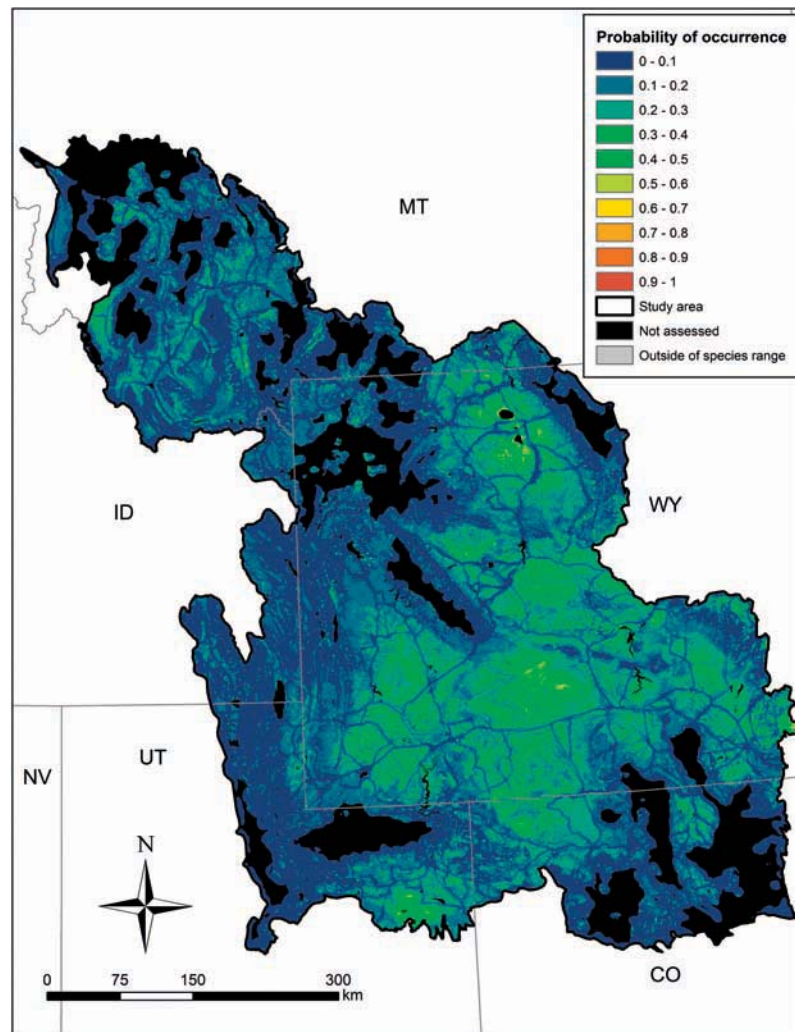 Probability of occurrence
0 - 0.1
0.1 - 0.2
0.2 - 0.3
0.3 - 0.4
0.4 - 0.5
0.5 - 0.6
0.6 - 0.7
0.7 - 0.8
0.8 - 0.9
0.9 - 1
Study area
Not assessed
Outside of species range
MT
ID
WY
UT
NV
N
CO
0 75 150 300
km